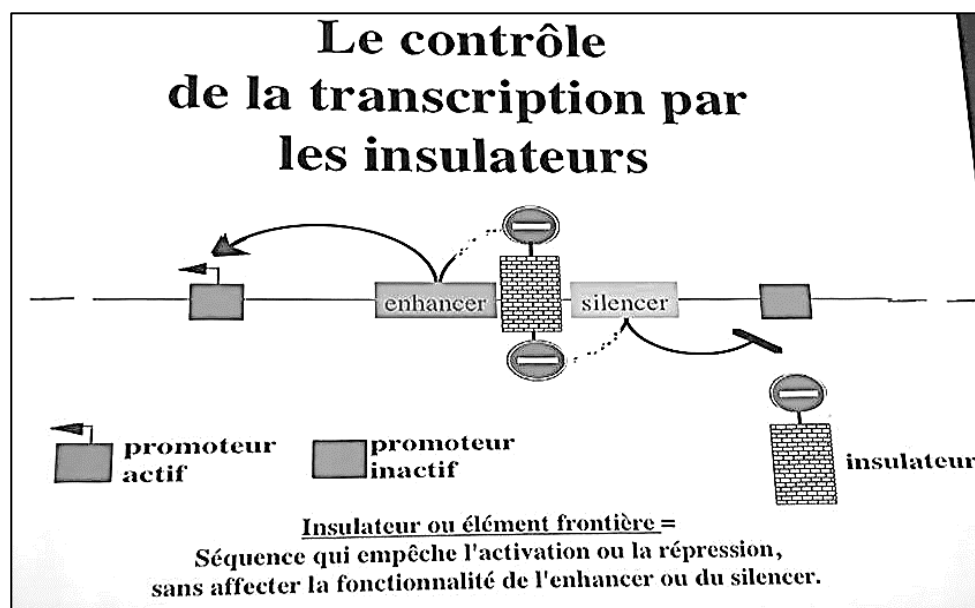 Le contrôle
de la transcription par
les insulateurs
enhancer
silencer
promoteur
actif
promoteur
inactif
insulateur
Insulateur ou élément frontière =
Séquence qui empêche l'activation ou la répression,
sans affecter la fonctionnalité de l'enhancer ou du silencer.